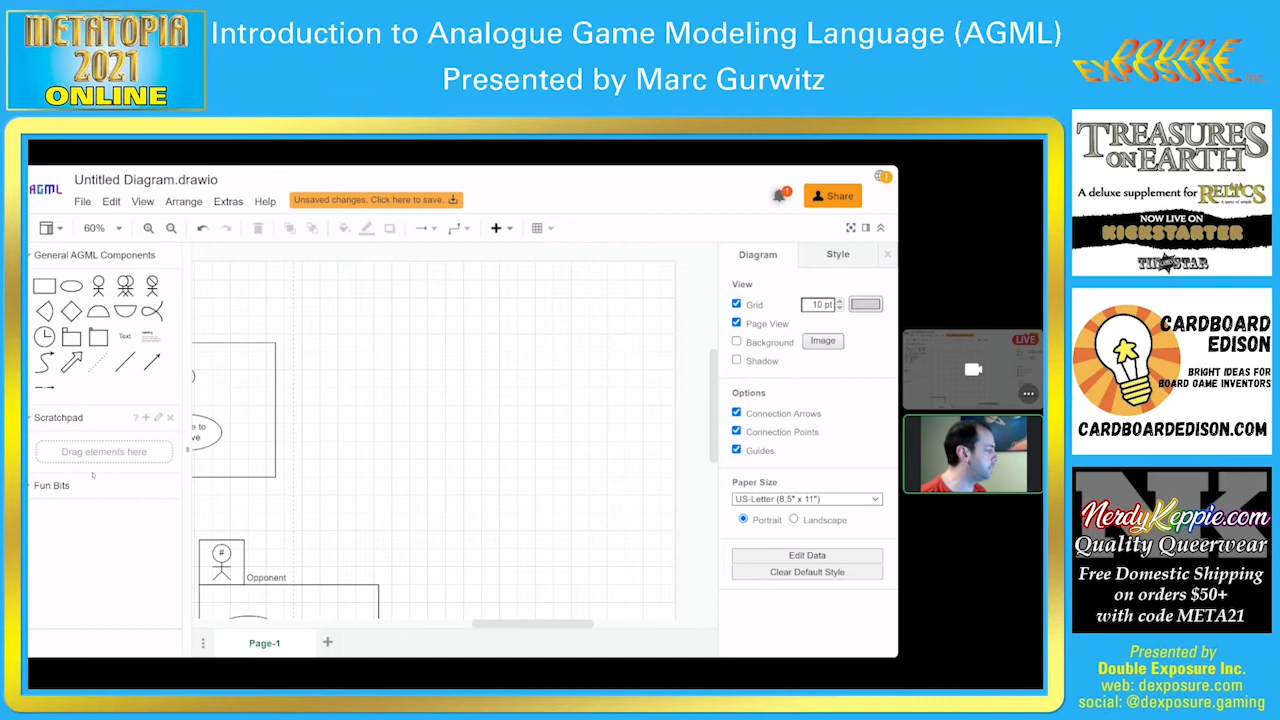 METATOPIA
2021
ONLINE
Introduction to Analogue Game Modeling Language (AGML)
Presented by Marc Gurwitz
DOUBLE
EXPOSURE Inc.
AGML
Untitled Diagram.drawio
File Edit View Arrange Extras Help
Unsaved changes. Click here to save.
1
Share
60%
General AGML Components
Text
Scratchpad
Drag elements here
Fun Bits
e to
ve
#
Opponent
Page-1
Diagram Style
View
Grid 10 pt
Page View
Background Image
Shadow
Options
Connection Arrows
Connection Points
Guides
Paper Size
US-Letter (8,5" x 11")
Portrait Landscape
Edit Data
Clear Default Style
LIVE
TREASURES
ON EARTH
A deluxe supplement for RELICS
NOW LIVE ON
KICKSTARTER
TIN STAR
CARDBOARD
EDISON
BRIGHT IDEAS FOR
BOARD GAME INVENTORS
CARDBOARDEDISON.COM
NK
NerdyKeppie.com
Quality Queerwear
Free Domestic Shipping
on orders $50+
with code META21
Presented by
Double Exposure Inc.
web: dexposure.com
social: @dexposure.gaming